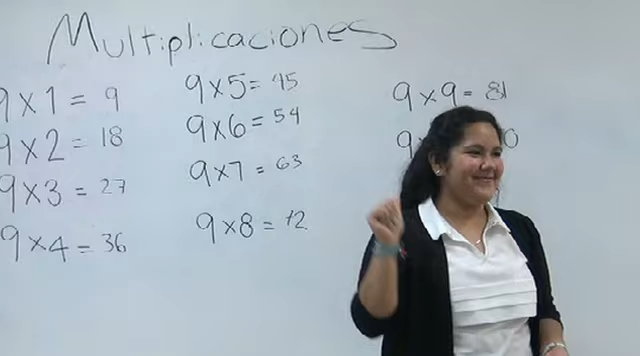 Multiplicaciones
9x1= 9
9x2= 18
9x3= 27
9x4= 36
9x5= 45
9x6= 54
9x7= 63
9x8= 72
9x9= 81